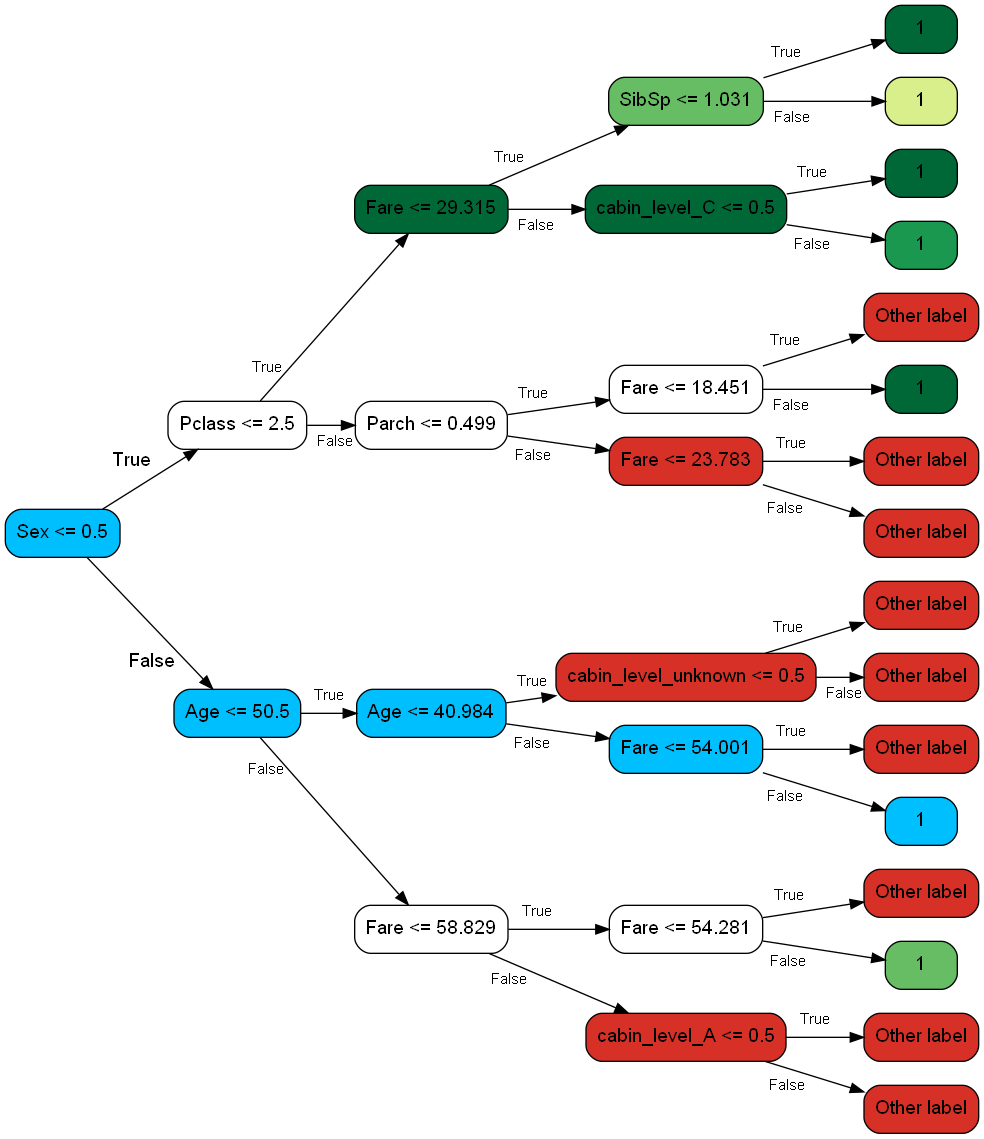 1
True
SibSp <= 1.031
1
False
True
1
True
Fare <= 29.315
cabin_level_C <= 0.5
False
1
False
Other label
True
True
Fare <= 18.451
1
True
False
Pclass <= 2.5
Parch <= 0.499
False
True
Other label
True
False
Fare <= 23.783
False
Other label
Sex <= 0.5
Other label
True
False
cabin_level_unknown <= 0.5
Other label
True
True
False
Age <= 50.5
Age <= 40.984
True
Other label
False
Fare <= 54.001
False
False
1
Other label
True
True
Fare <= 58.829
Fare <= 54.281
False
1
False
True
cabin_level_A <= 0.5
Other label
False
Other label